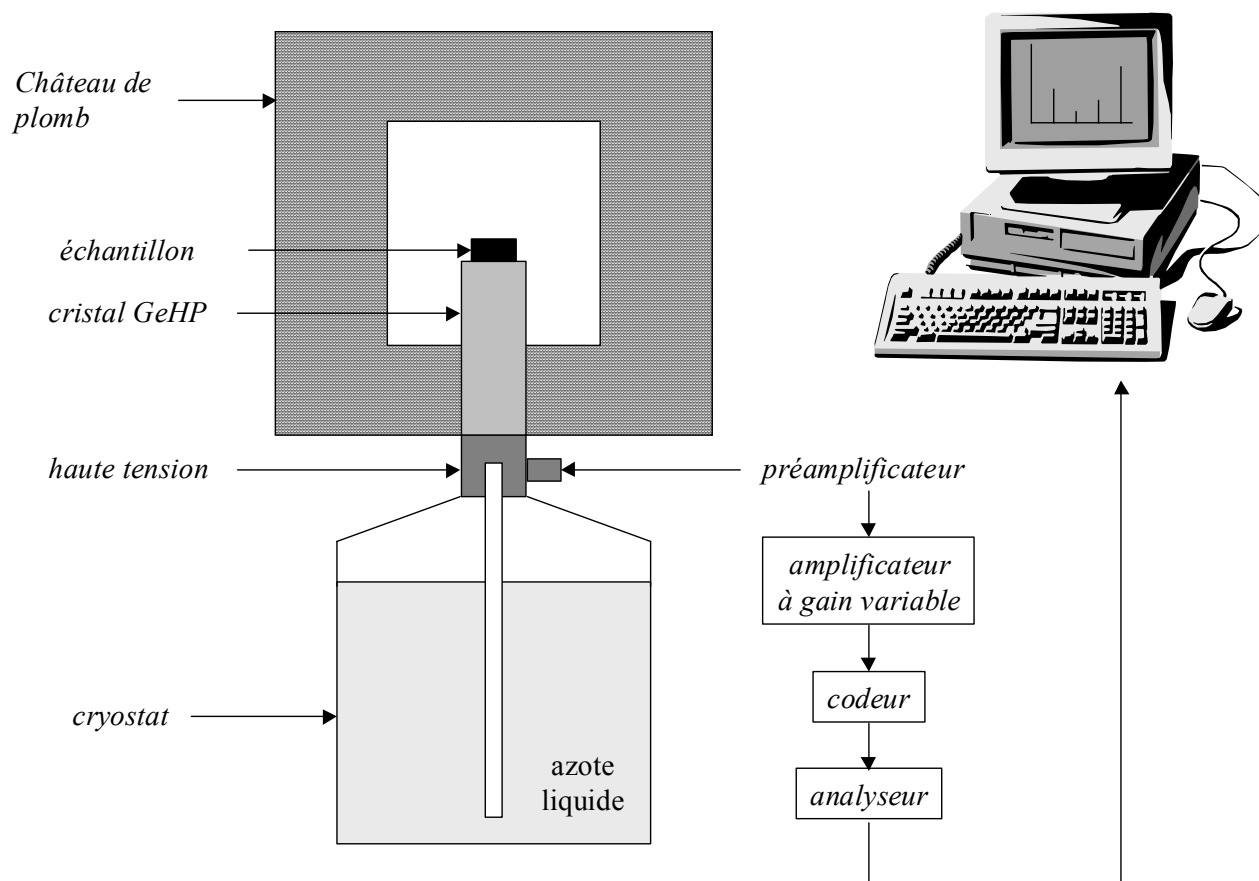 Château de
plomb
échantillon
cristal GeHP
haute tension
préamplificateur
amplificateur
à gain variable
codeur
cryostat
azote
liquide
analyseur